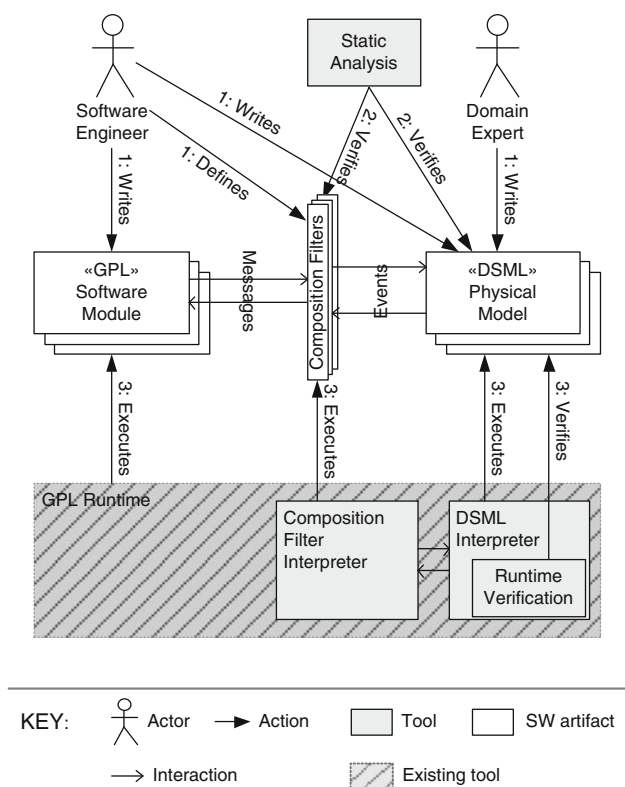 Static
Analysis
Software
Engineer
Domain
Expert
1: Writes
1: Defines
1: Writes
2: Verifies
2: Verifies
1: Writes
«GPL»
Software
Module
Messages
Composition Filters
Events
«DSML»
Physical
Model
3: Executes
3: Executes
3: Executes
3: Verifies
GPL Runtime
Composition
Filter
Interpreter
DSML
Interpreter
Runtime
Verification
KEY:
Actor
Action
Tool
SW artifact
Interaction
Existing tool